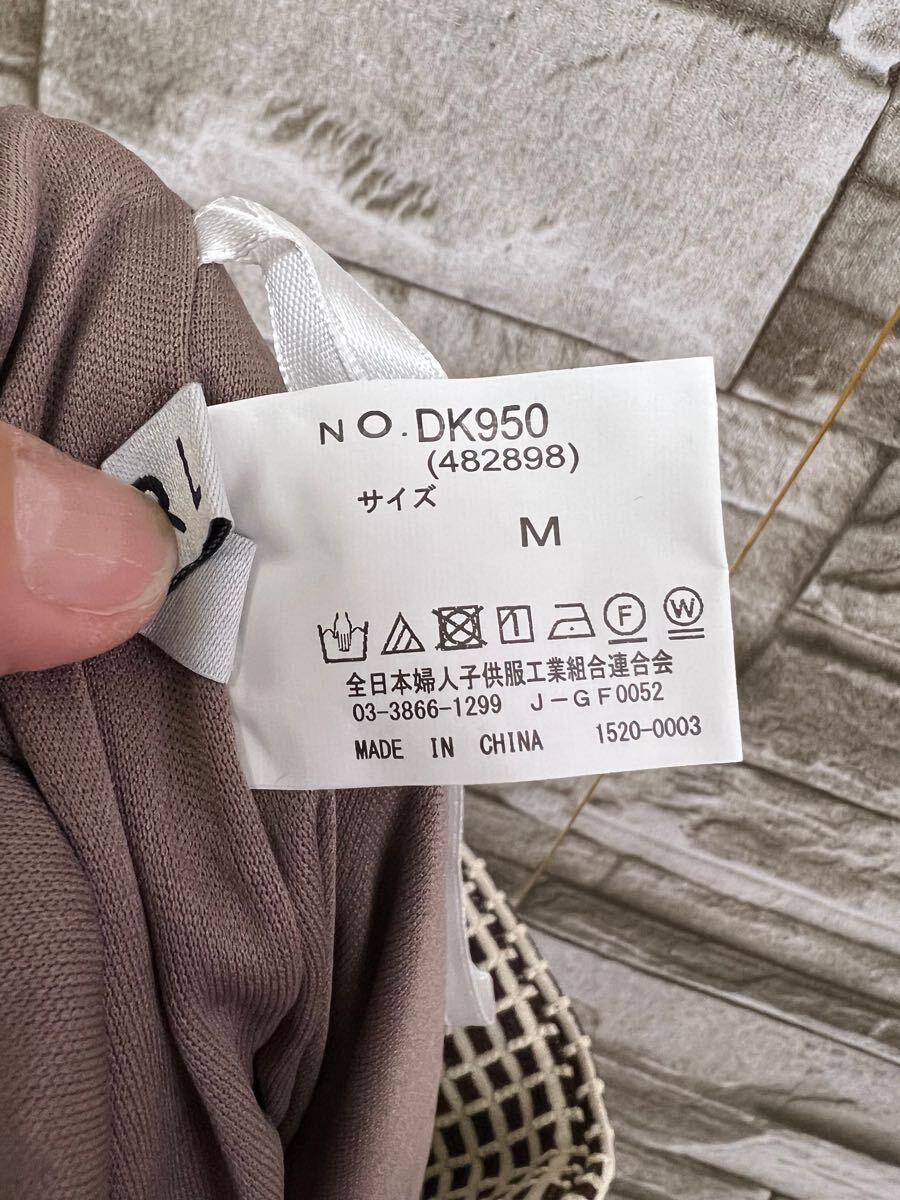 NO.DK950
(482898)
サイズ
M
F W
全日本婦人子供服工業組合連合会
03-3866-1299 J-GF0052
MADE IN CHINA 1520-0003